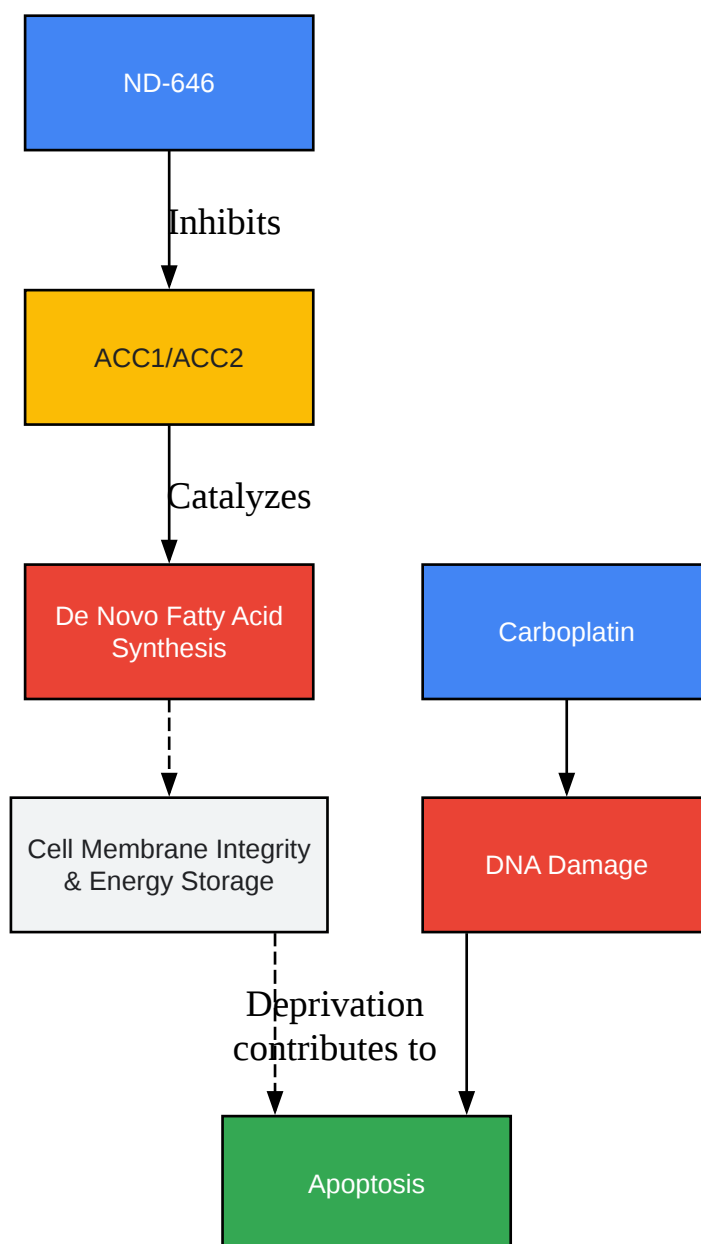 ND-646
Inhibits
ACC1/ACC2
Catalyzes
De Novo Fatty Acid
Synthesis
Carboplatin
Cell Membrane Integrity
& Energy Storage
DNA Damage
Deprivation
contributes to
Apoptosis